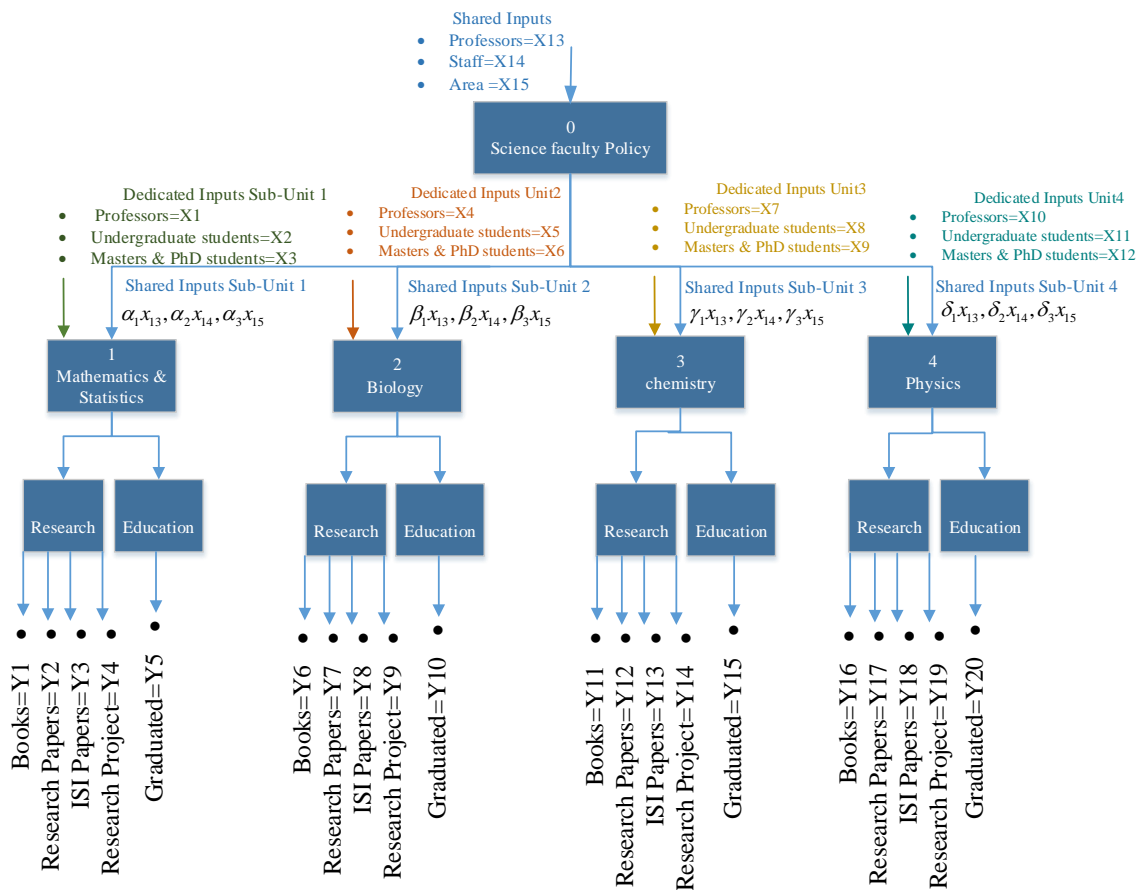 Shared Inputs
• Professors=X13
• Staff=X14
• Area =X15
0
Science faculty Policy
Dedicated Inputs Sub-Unit 1
• Professors=X1
• Undergraduate students=X2
• Masters & PhD students=X3
Dedicated Inputs Unit2
• Professors=X4
• Undergraduate students=X5
• Masters & PhD students=X6
Dedicated Inputs Unit3
• Professors=X7
• Undergraduate students=X8
• Masters & PhD students=X9
Dedicated Inputs Unit4
• Professors=X10
• Undergraduate students=X11
• Masters & PhD students=X12
Shared Inputs Sub-Unit 1
α₁x₁₃, α₂x₁₄, α₃x₁₅
Shared Inputs Sub-Unit 2
β₁x₁₃, β₂x₁₄, β₃x₁₅
Shared Inputs Sub-Unit 3
γ₁x₁₃, γ₂x₁₄, γ₃x₁₅
Shared Inputs Sub-Unit 4
δ₁x₁₃, δ₂x₁₄, δ₃x₁₅
1
Mathematics &
Statistics
2
Biology
3
chemistry
4
Physics
Research
Education
Research
Education
Research
Education
Research
Education
• Books=Y1
• Research Papers=Y2
• ISI Papers=Y3
• Research Project=Y4
• Graduated=Y5
• Books=Y6
• Research Papers=Y7
• ISI Papers=Y8
• Research Project=Y9
• Graduated=Y10
• Books=Y11
• Research Papers=Y12
• ISI Papers=Y13
• Research Project=Y14
• Graduated=Y15
• Books=Y16
• Research Papers=Y17
• ISI Papers=Y18
• Research Project=Y19
• Graduated=Y20